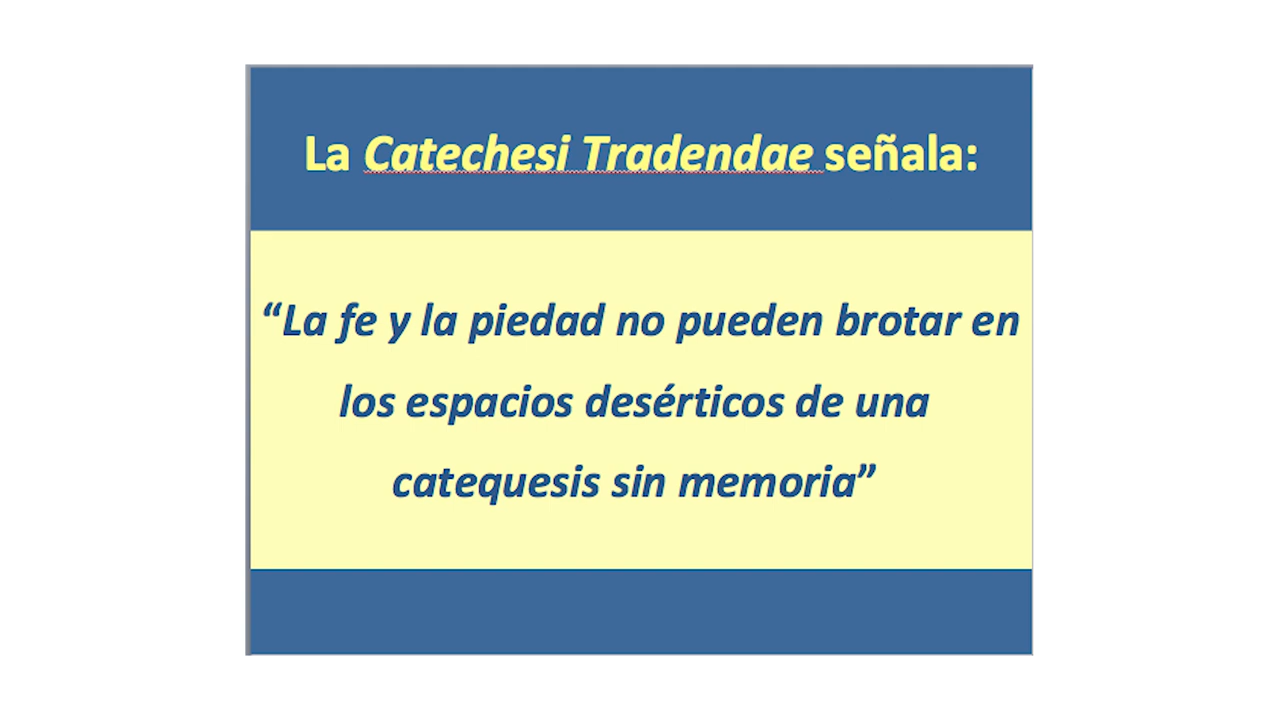 La Catechesi Tradendae señala:
“La fe y la piedad no pueden brotar en
los espacios desérticos de una
catequesis sin memoria”